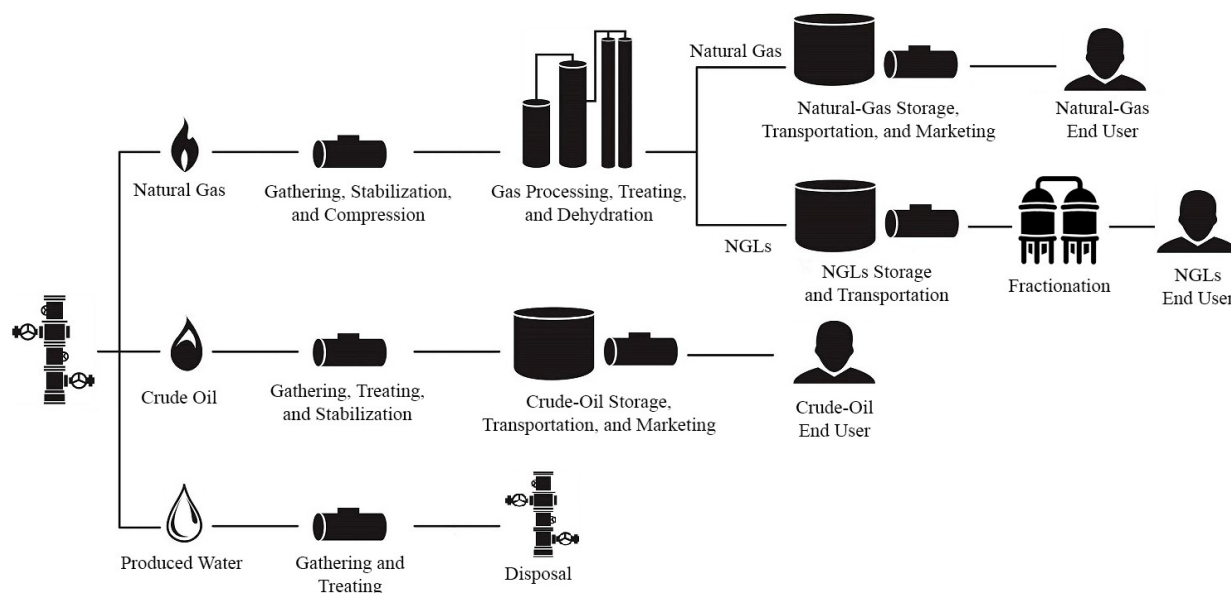 Natural Gas
Natural-Gas Storage,
Transportation, and Marketing
Natural-Gas
End User
Natural Gas
Gathering, Stabilization,
and Compression
Gas Processing, Treating,
and Dehydration
NGLs
NGLs Storage
and Transportation
Fractionation
NGLs
End User
Crude Oil
Gathering, Treating,
and Stabilization
Crude-Oil Storage,
Transportation, and Marketing
Crude-Oil
End User
Produced Water
Gathering and
Treating
Disposal